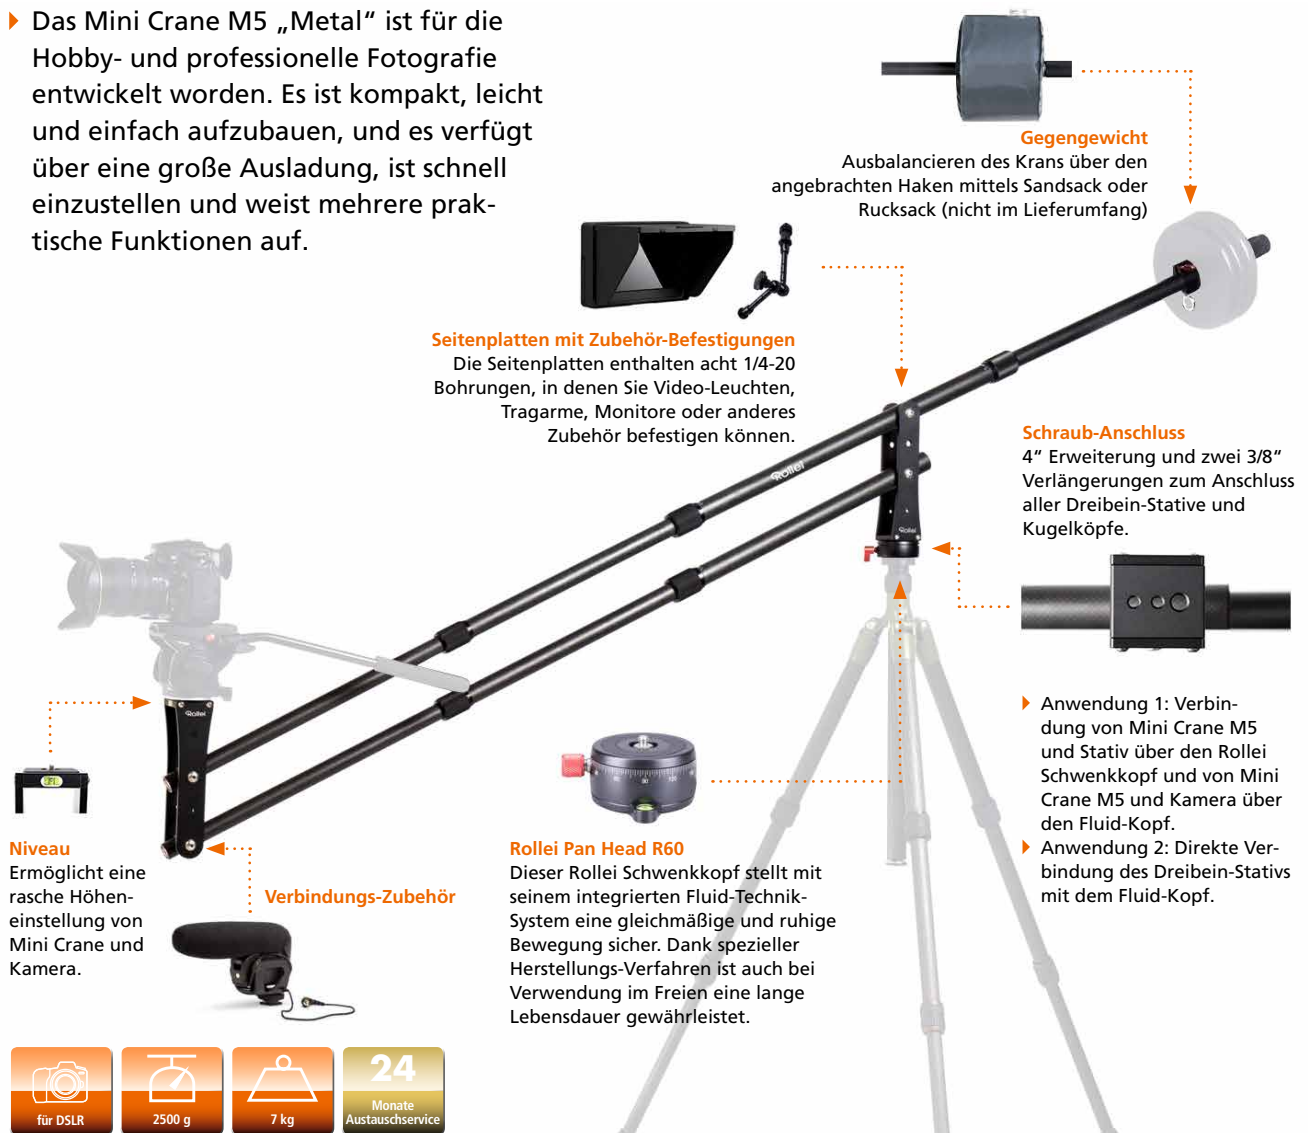 Das Mini Crane M5 „Metal“ ist für die
Hobby- und professionelle Fotografie
entwickelt worden. Es ist kompakt, leicht
und einfach aufzubauen, und es verfügt
über eine große Ausladung, ist schnell
einzustellen und weist mehrere prak-
tische Funktionen auf.
Gegengewicht
Ausbalancieren des Krans über den
angebrachten Haken mittels Sandsack oder
Rucksack (nicht im Lieferumfang)
Seitenplatten mit Zubehör-Befestigungen
Die Seitenplatten enthalten acht 1/4-20
Bohrungen, in denen Sie Video-Leuchten,
Tragarme, Monitore oder anderes
Zubehör befestigen können.
Schraub-Anschluss
4“ Erweiterung und zwei 3/8“
Verlängerungen zum Anschluss
aller Dreibein-Stative und
Kugelköpfe.
Rollei
Rollei
Rollei
Anwendung 1: Verbin-
dung von Mini Crane M5
und Stativ über den Rollei
Schwenkkopf und von Mini
Crane M5 und Kamera über
den Fluid-Kopf.
Anwendung 2: Direkte Ver-
bindung des Dreibein-Stativs
mit dem Fluid-Kopf.
Niveau
Ermöglicht eine
rasche Höhen-
einstellung von
Mini Crane und
Kamera.
Verbindungs-Zubehör
Rollei Pan Head R60
Dieser Rollei Schwenkkopf stellt mit
seinem integrierten Fluid-Technik-
System eine gleichmäßige und ruhige
Bewegung sicher. Dank spezieller
Herstellungs-Verfahren ist auch bei
Verwendung im Freien eine lange
Lebensdauer gewährleistet.
für DSLR
2500 g
7 kg
24
Monate
Austauschservice